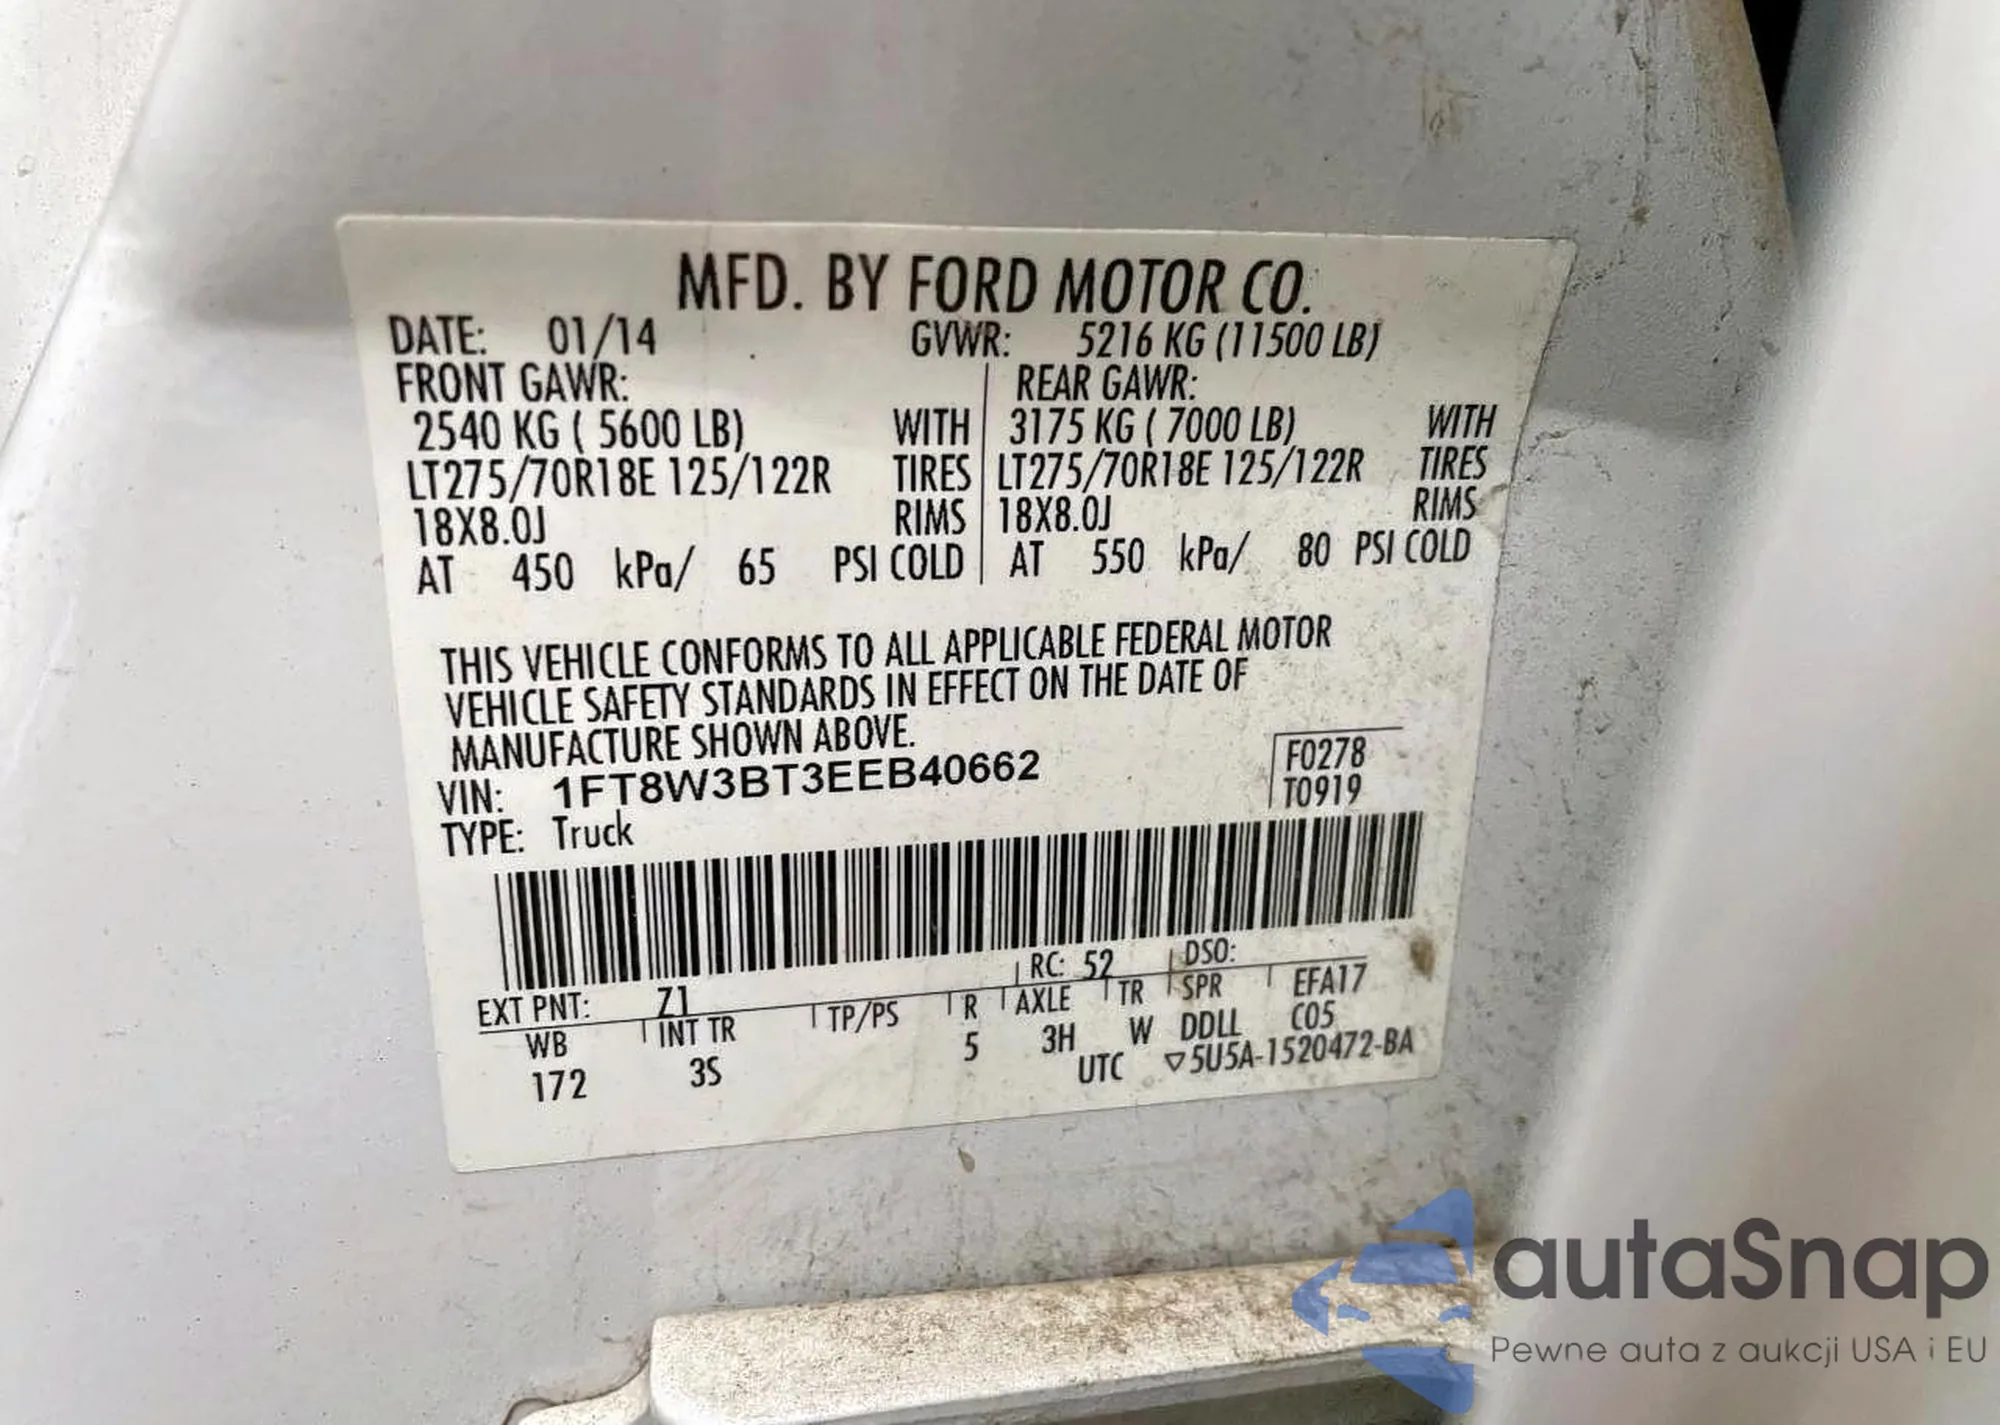 MFD. BY FORD MOTOR CO.
DATE: 01/14 GVWR: 5216 KG (11500 LB)
FRONT GAWR: REAR GAWR:
2540 KG ( 5600 LB) WITH 3175 KG ( 7000 LB) WITH
LT275/70R18E 125/122R TIRES LT275/70R18E 125/122R TIRES
18X8.0J RIMS 18X8.0J RIMS
AT 450 kPa/ 65 PSI COLD AT 550 kPa/ 80 PSI COLD
THIS VEHICLE CONFORMS TO ALL APPLICABLE FEDERAL MOTOR
VEHICLE SAFETY STANDARDS IN EFFECT ON THE DATE OF
MANUFACTURE SHOWN ABOVE.
VIN: 1FT8W3BT3EEB40662
F0278
T0919
TYPE: Truck
RC: 52 DSO:
EXT PNT: Z1
WB INT TR TP/PS R AXLE TR SPR EFA17
172 3S 5 3H W DDLL C05
UTC ▽5U5A-1520472-BA
autaSnap
Pewne auta z aukcji USA i EU